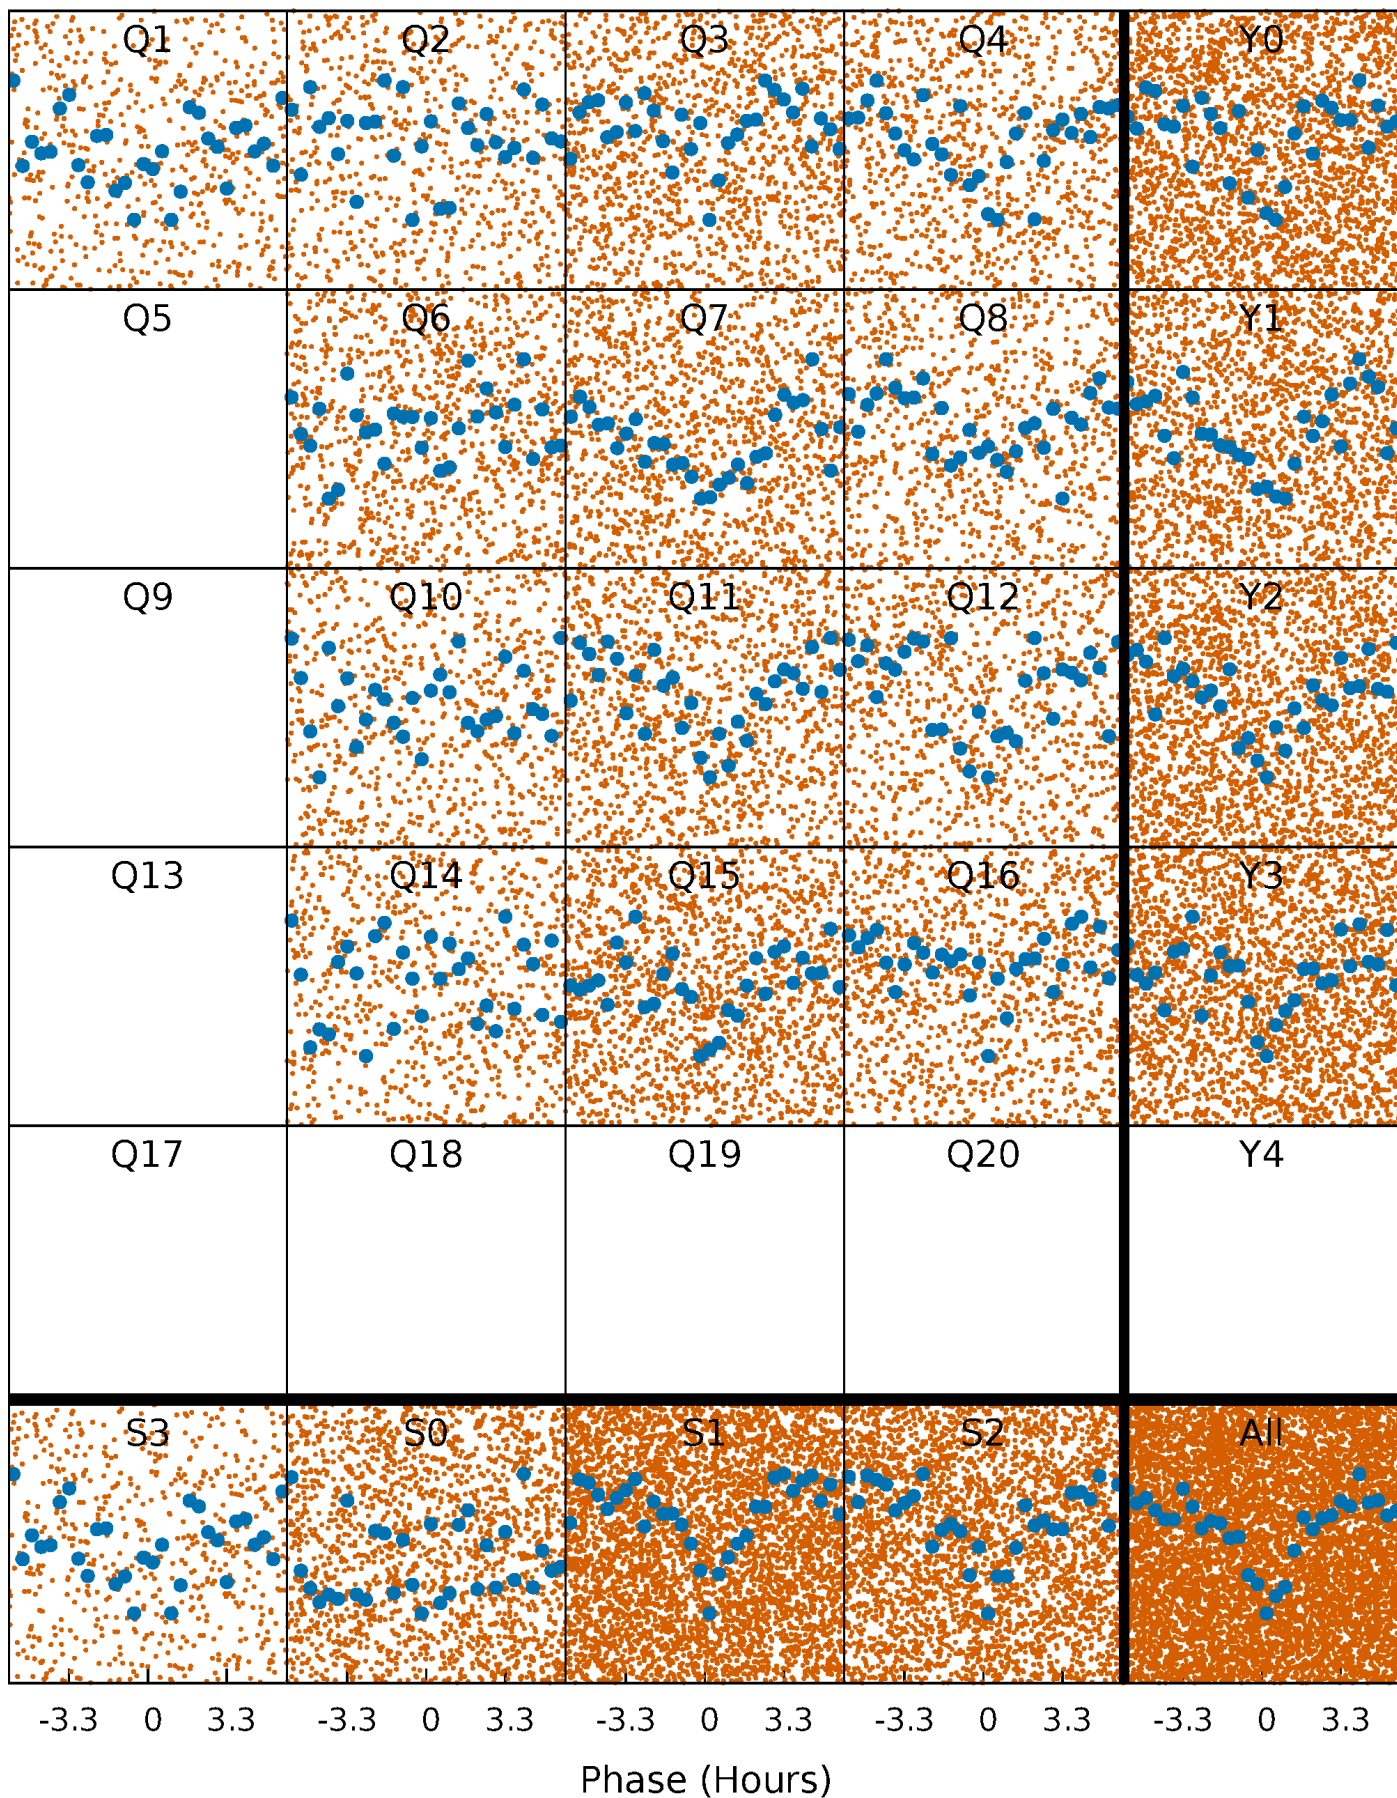 Q1 Q2 Q3 Q4 Y0
Q5 Q6 Q7 Q8 Y1
Q9 Q10 Q11 Q12 Y2
Q13 Q14 Q15 Q16 Y3
Q17 Q18 Q19 Q20 Y4
S3 S0 S1 S2 All
-3.3 0 3.3 -3.3 0 3.3 -3.3 0 3.3 -3.3 0 3.3 -3.3 0 3.3
Phase (Hours)